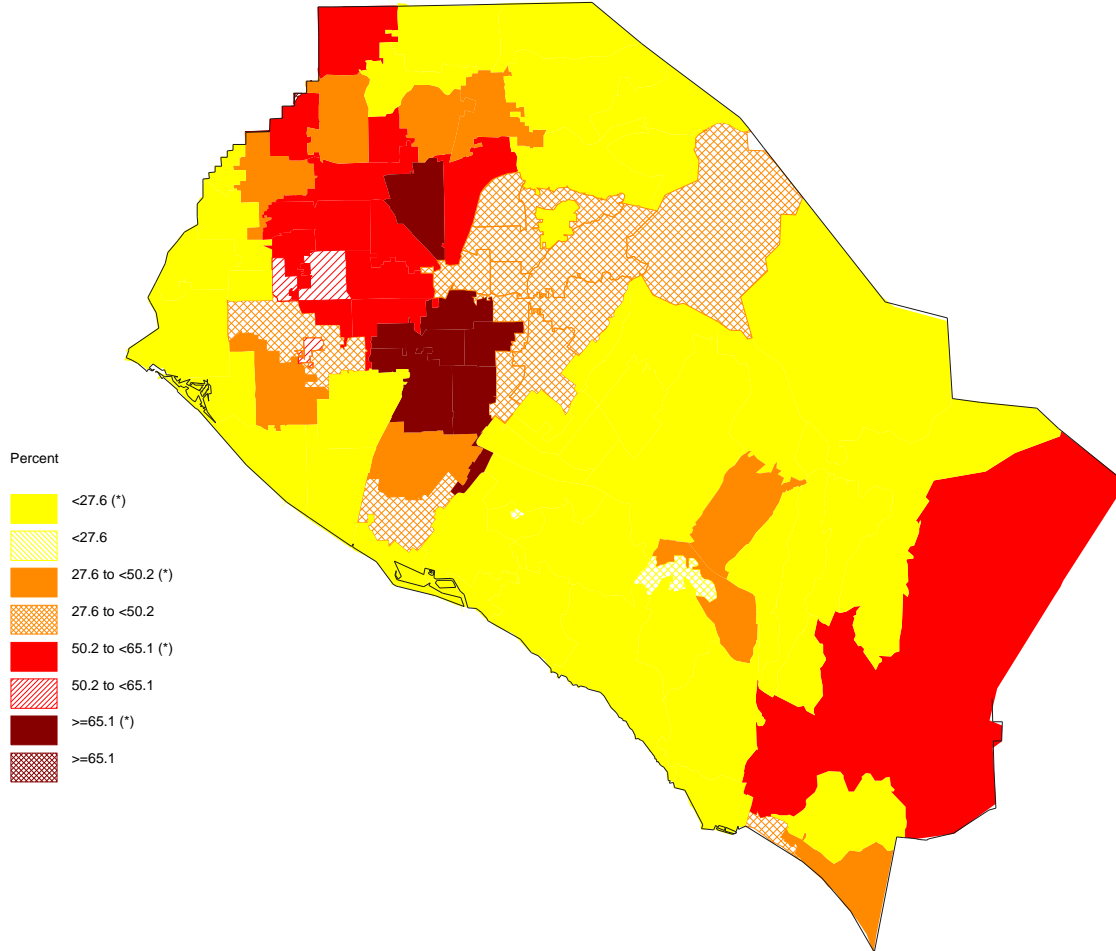 Percent
<27.6 (*)
<27.6
27.6 to <50.2 (*)
27.6 to <50.2
50.2 to <65.1 (*)
50.2 to <65.1
>=65.1 (*)
>=65.1